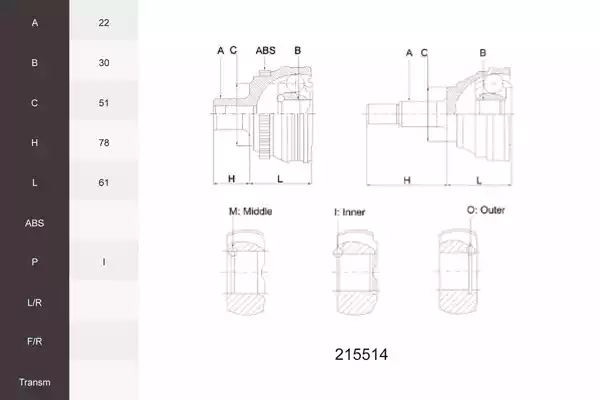 A 22
B 30
C 51
H 78
L 61
ABS
P I
L/R
F/R
Transm
A C ABS B
H L
A C B
H L
M: Middle
I: Inner
O: Outer
215514